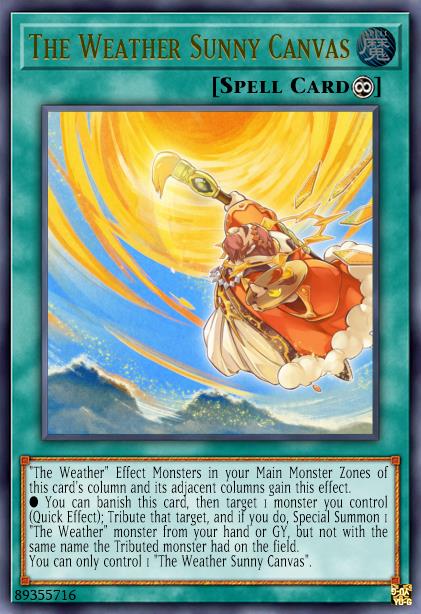 THE WEATHER SUNNY CANVAS 魔
[SPELL CARD]
"The Weather" Effect Monsters in your Main Monster Zones of
this card's column and its adjacent columns gain this effect.
● You can banish this card, then target 1 monster you control
(Quick Effect); Tribute that target, and if you do, Special Summon 1
"The Weather" monster from your hand or GY, but not with the
same name the Tributed monster had on the field.
You can only control 1 "The Weather Sunny Canvas".
89355716